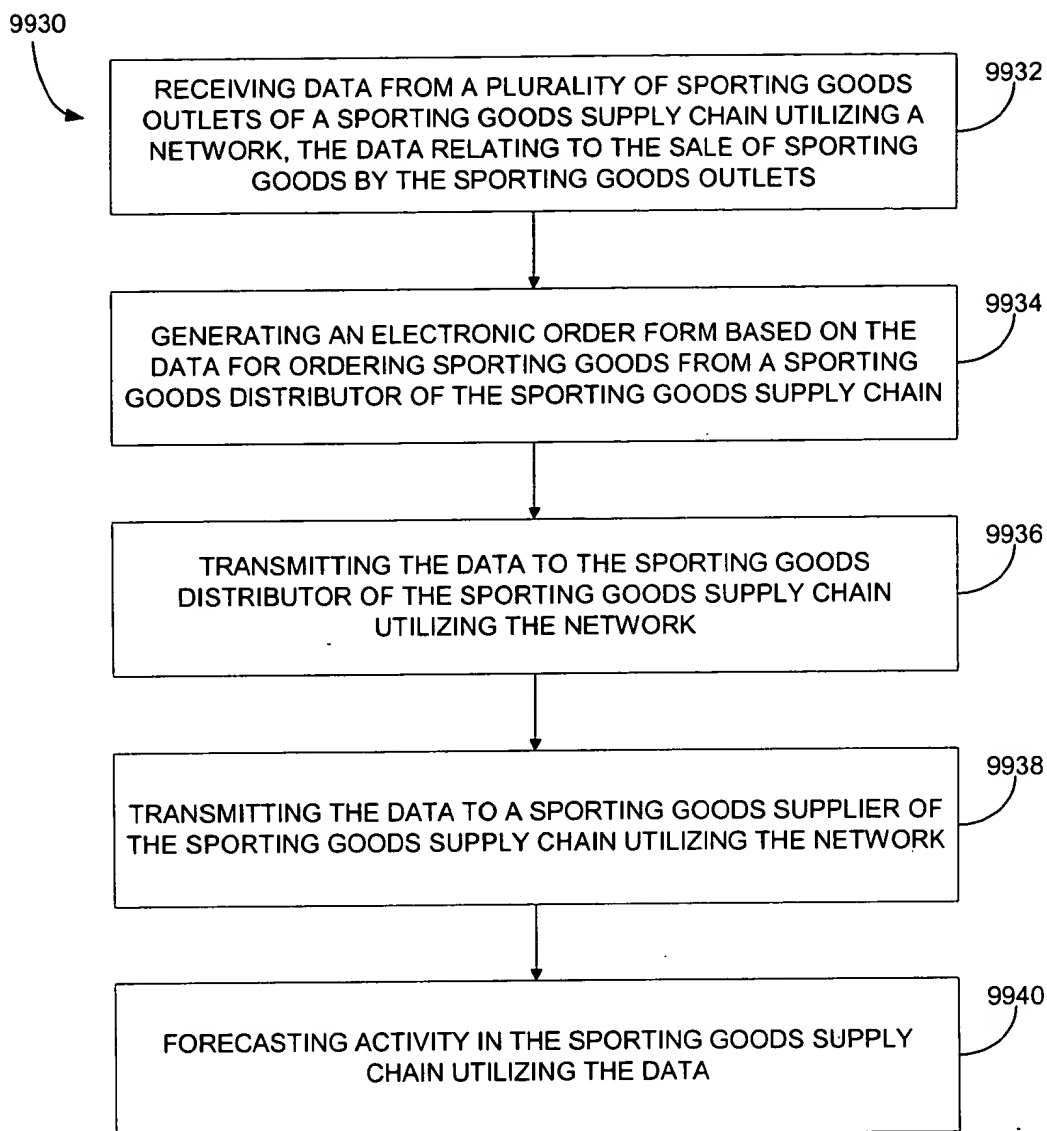 9930
RECEIVING DATA FROM A PLURALITY OF SPORTING GOODS
OUTLETS OF A SPORTING GOODS SUPPLY CHAIN UTILIZING A
NETWORK, THE DATA RELATING TO THE SALE OF SPORTING
GOODS BY THE SPORTING GOODS OUTLETS
9932
GENERATING AN ELECTRONIC ORDER FORM BASED ON THE
DATA FOR ORDERING SPORTING GOODS FROM A SPORTING
GOODS DISTRIBUTOR OF THE SPORTING GOODS SUPPLY CHAIN
9934
TRANSMITTING THE DATA TO THE SPORTING GOODS
DISTRIBUTOR OF THE SPORTING GOODS SUPPLY CHAIN
UTILIZING THE NETWORK
9936
TRANSMITTING THE DATA TO A SPORTING GOODS SUPPLIER OF
THE SPORTING GOODS SUPPLY CHAIN UTILIZING THE NETWORK
9938
FORECASTING ACTIVITY IN THE SPORTING GOODS SUPPLY
CHAIN UTILIZING THE DATA
9940